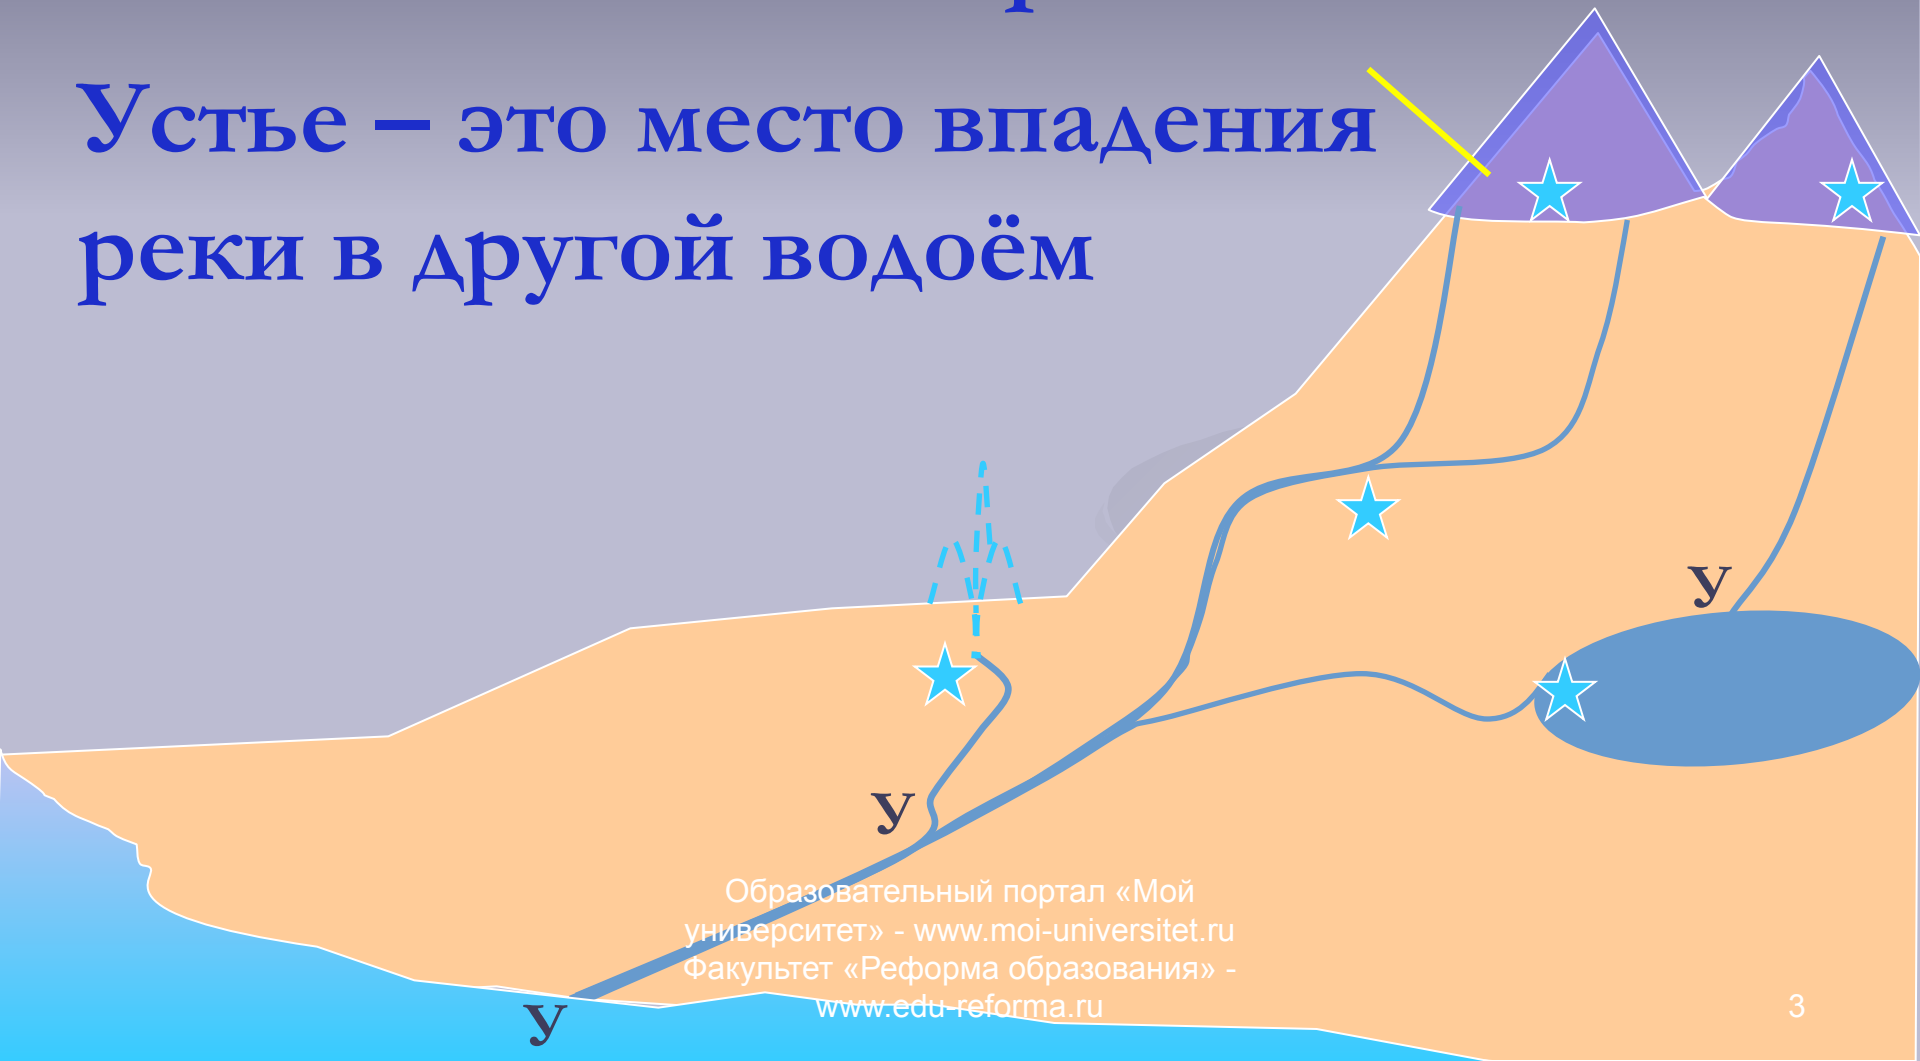 Устье – это место впадения
реки в другой водоём
У
У
Образовательный портал «Мой
университет» - www.moi-universitet.ru
Факультет «Реформа образования» -
www.edu-reforma.ru
3
У